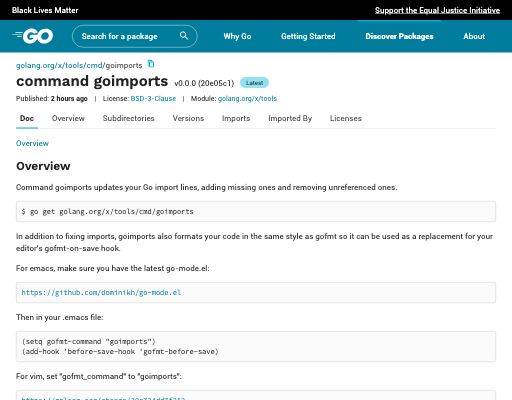 Black Lives Matter
Support the Equal Justice Initiative
GO
Search for a package
Why Go
Getting Started
Discover Packages
About
golang.org/x/tools/cmd/goimports
command goimports v0.0.0 (20e05c1) Latest
Published: 2 hours ago | License: BSD-3-Clause | Module: golang.org/x/tools
Doc Overview Subdirectories Versions Imports Imported By Licenses
Overview
Overview
Command goimports updates your Go import lines, adding missing ones and removing unreferenced ones.
$ go get golang.org/x/tools/cmd/goimports
In addition to fixing imports, goimports also formats your code in the same style as gofmt so it can be used as a replacement for your
editor's gofmt-on-save hook.
For emacs, make sure you have the latest go-mode.el:
https://github.com/dominikh/go-mode.el
Then in your .emacs file:
(setq gofmt-command "goimports")
(add-hook 'before-save-hook 'gofmt-before-save)
For vim, set "gofmt_command" to "goimports":